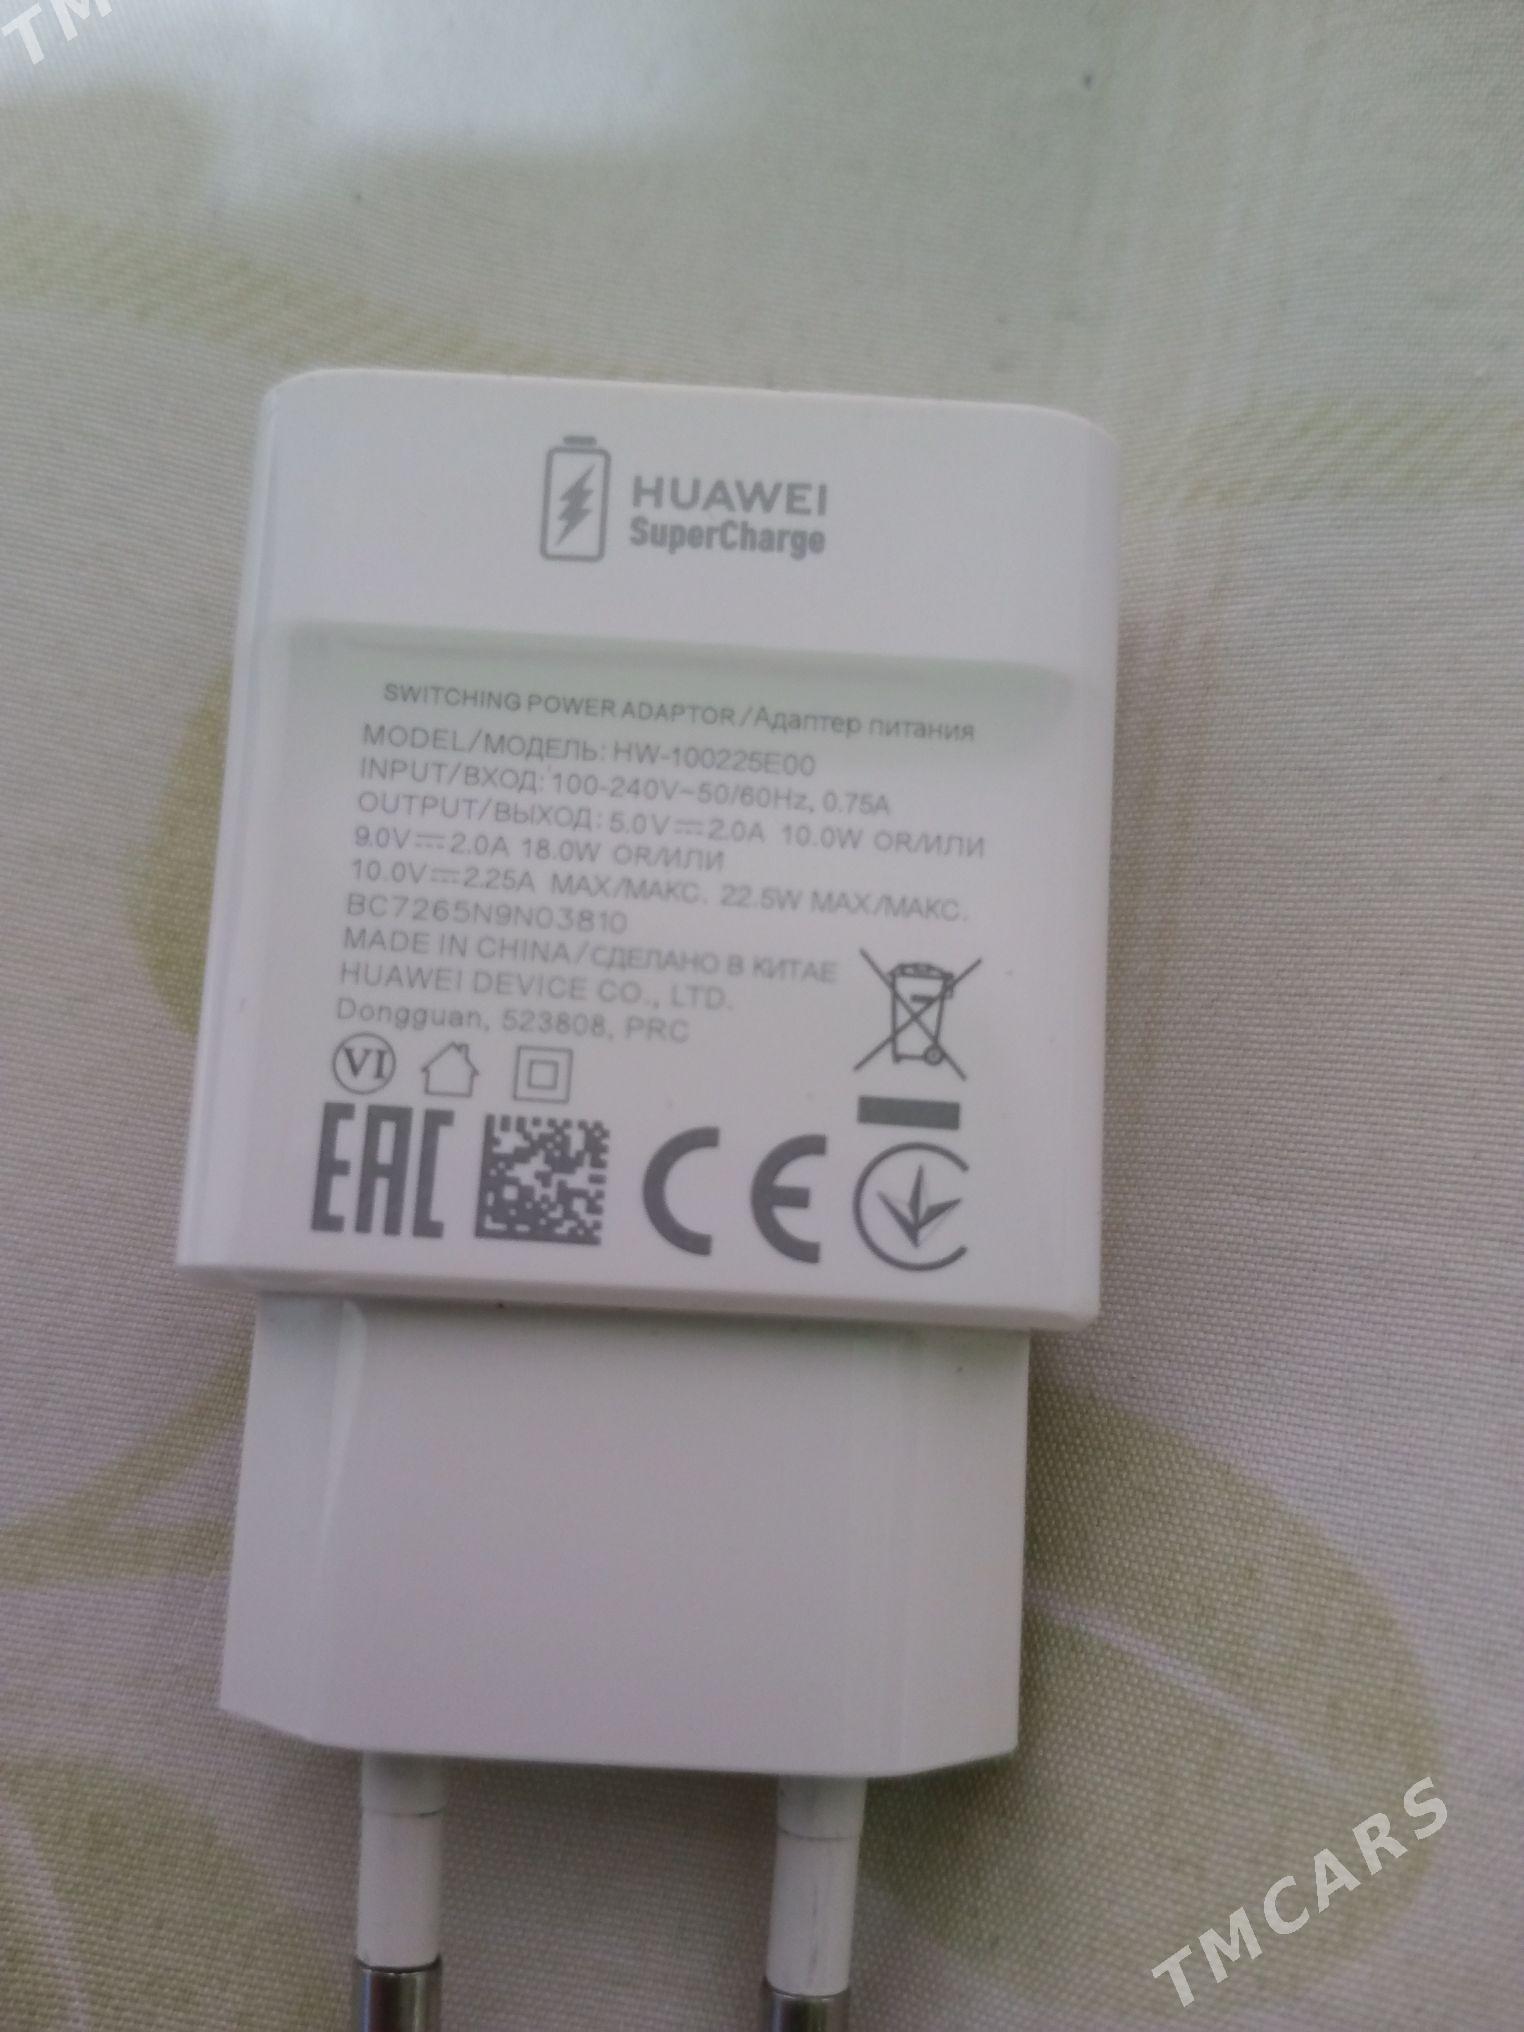 TM
HUAWEI
SuperCharge
SWITCHING POWER ADAPTOR/Адаптер питания
MODEL/МОДЕЛЬ: HW-100225E00
INPUT/ВХОД: 100-240V~50/60Hz, 0.75A
OUTPUT/ВЫХОД: 5.0V⎓2.0A 10.0W OR/ИЛИ
9.0V⎓2.0A 18.0W OR/ИЛИ
10.0V⎓2.25A MAX/МАКС. 22.5W MAX/МАКС.
BC7265N9N03810
MADE IN CHINA/СДЕЛАНО В КИТАЕ
HUAWEI DEVICE CO., LTD.
Dongguan, 523808, PRC
VI
EAC CE
TMCARS